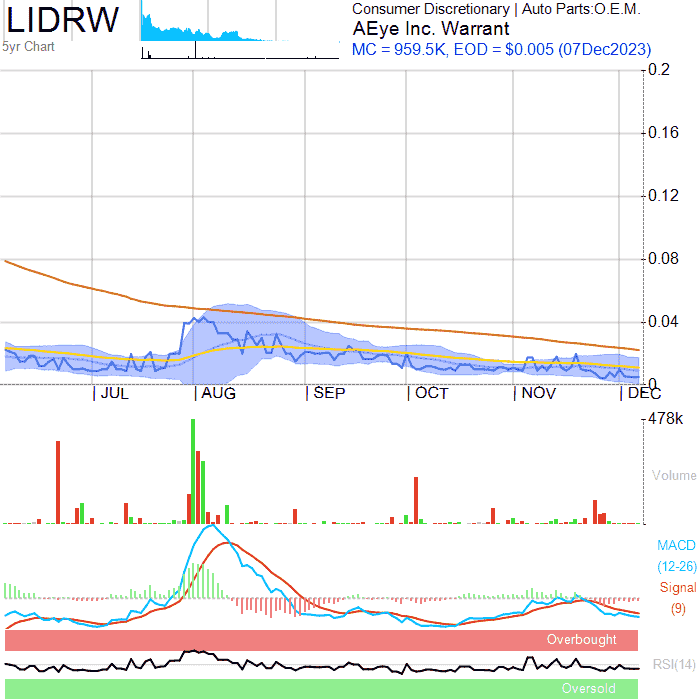 LIDRW
5yr Chart
Consumer Discretionary | Auto Parts:O.E.M.
AEye Inc. Warrant
MC = 959.5K, EOD = $0.005 (07Dec2023)
0.2
0.16
0.12
0.08
0.04
0
JUL AUG SEP OCT NOV DEC
478K
Volume
MACD
(12-26)
Signal
(9)
Overbought
RSI(14)
Oversold